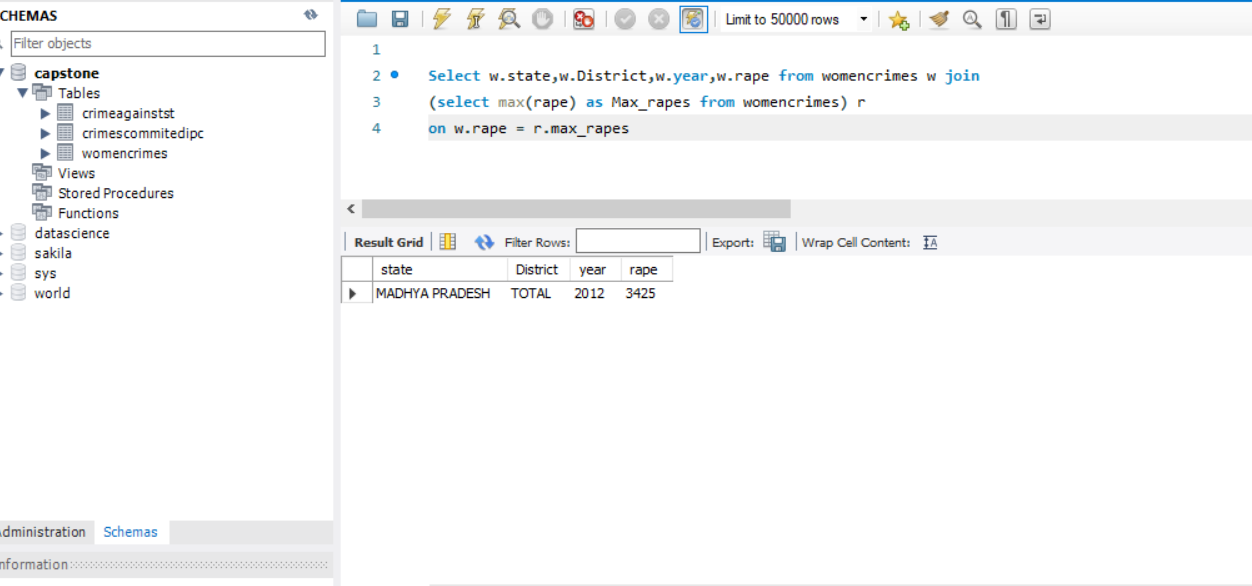 SCHEMAS
Filter objects
capstone
Tables
crimeagainstst
crimescommitedipc
womencrimes
Views
Stored Procedures
Functions
datascience
sakila
sys
world
Administration Schemas
Information
Limit to 50000 rows
1
2 Select w.state,w.District,w.year,w.rape from womencrimes w join
3 (select max(rape) as Max_rapes from womencrimes) r
4 on w.rape = r.max_rapes
Result Grid Filter Rows: Export: Wrap Cell Content: IA
state District year rape
MADHYA PRADESH TOTAL 2012 3425